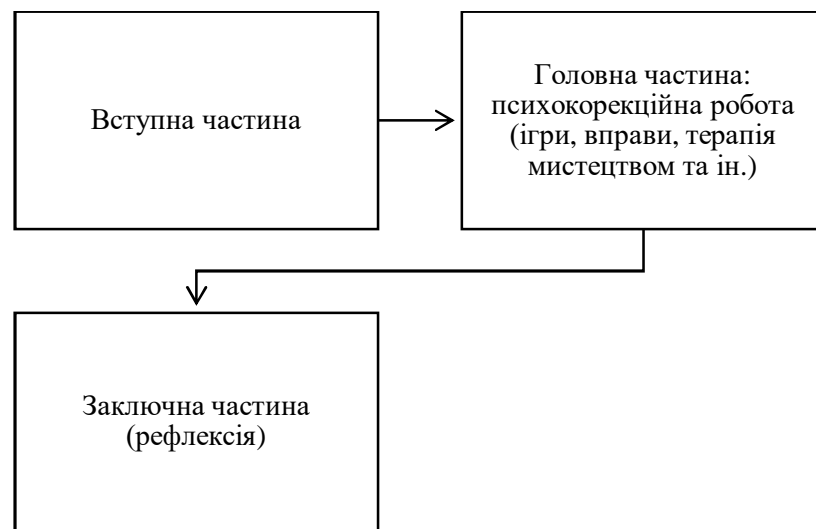 Вступна частина
Головна частина:
психокорекційна робота
(ігри, вправи, терапія
мистецтвом та ін.)
Заключна частина
(рефлексія)